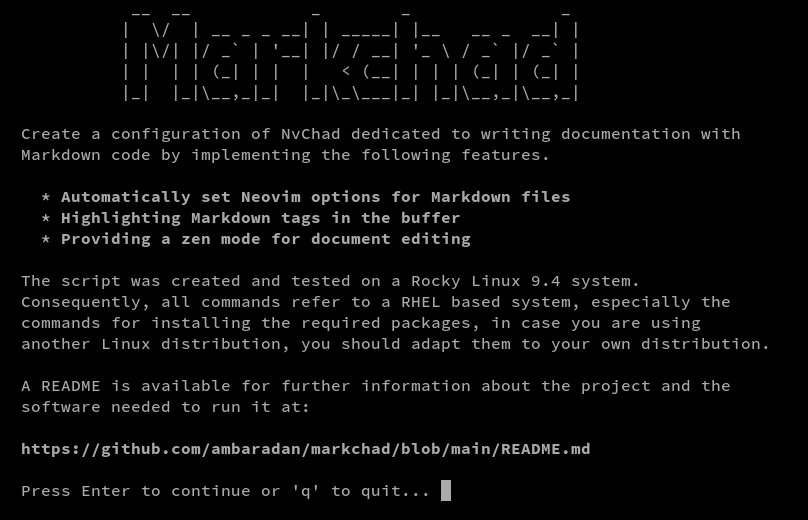 Markchad
Create a configuration of NvChad dedicated to writing documentation with
Markdown code by implementing the following features.
* Automatically set Neovim options for Markdown files
* Highlighting Markdown tags in the buffer
* Providing a zen mode for document editing
The script was created and tested on a Rocky Linux 9.4 system.
Consequently, all commands refer to a RHEL based system, especially the
commands for installing the required packages, in case you are using
another Linux distribution, you should adapt them to your own distribution.
A README is available for further information about the project and the
software needed to run it at:
https://github.com/ambaradan/markchad/blob/main/README.md
Press Enter to continue or 'q' to quit...